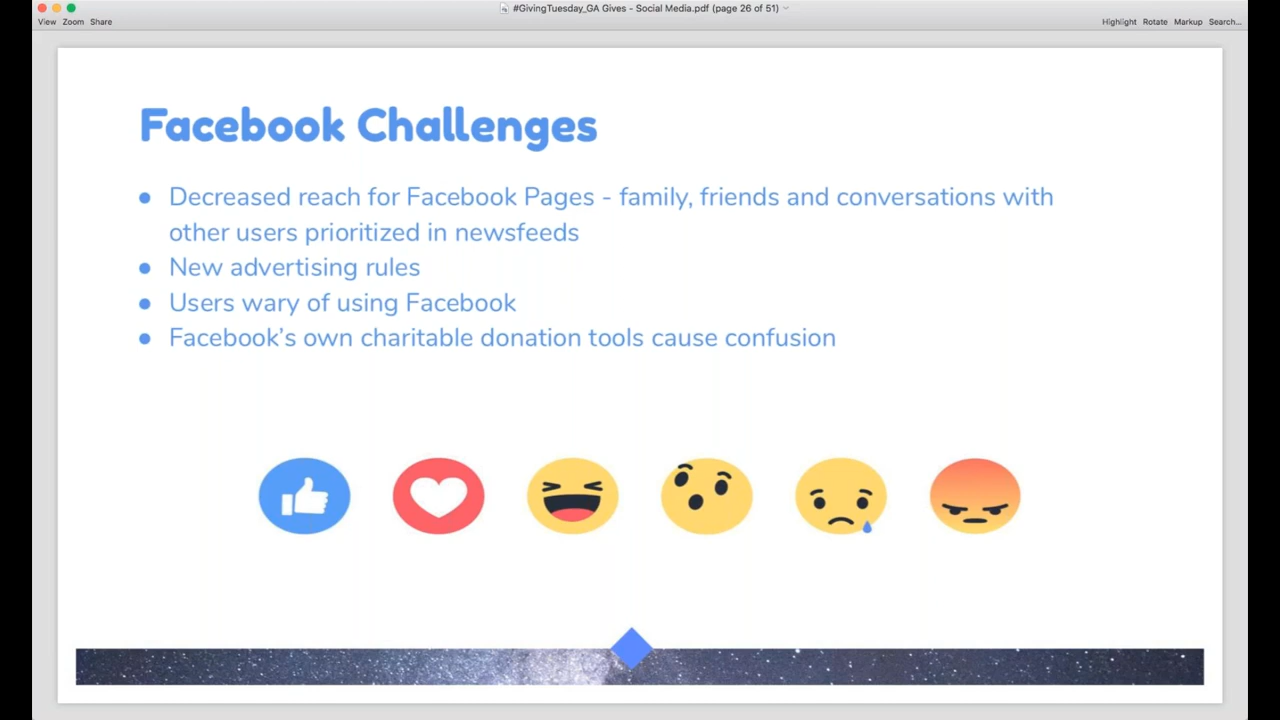 #GivingTuesday_GA Gives - Social Media.pdf (page 26 of 51)
View Zoom Share
Highlight Rotate Markup Search...
Facebook Challenges
● Decreased reach for Facebook Pages - family, friends and conversations with
other users prioritized in newsfeeds
● New advertising rules
● Users wary of using Facebook
● Facebook’s own charitable donation tools cause confusion